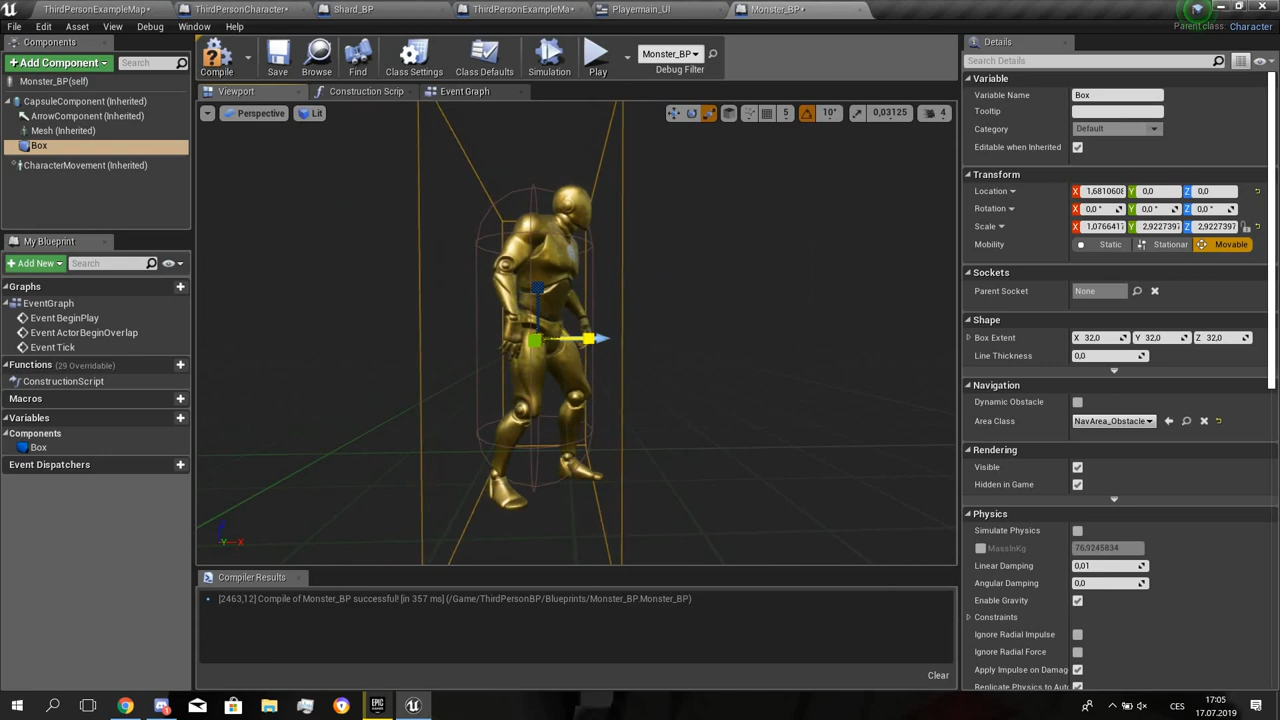 ThirdPersonExampleMap*
ThirdPersonCharacter*
Shard_BP
ThirdPersonExampleMa*
Playermain_UI
Monster_BP*
File Edit Asset View Debug Window Help
Parent class: Character
Components
+ Add Component
Search
Monster_BP(self)
CapsuleComponent (Inherited)
ArrowComponent (Inherited)
Mesh (Inherited)
Box
CharacterMovement (Inherited)
My Blueprint
+ Add New
Search
Graphs
EventGraph
Event BeginPlay
Event ActorBeginOverlap
Event Tick
Functions (29 Overridable)
ConstructionScript
Macros
Variables
Components
Box
Event Dispatchers
Compile
Save
Browse
Find
Class Settings
Class Defaults
Simulation
Play
Monster_BP
Debug Filter
Viewport
Construction Scrip
Event Graph
Perspective
Lit
5
10°
0,03125
4
Z
Y X
Compiler Results
[2463,12] Compile of Monster_BP successful! [in 357 ms] (/Game/ThirdPersonBP/Blueprints/Monster_BP.Monster_BP)
Clear
Details
Search Details
Variable
Variable Name Box
Tooltip
Category Default
Editable when Inherited
Transform
Location X 1,6810608 Y 0,0 Z 0,0
Rotation X 0,0 ° Y 0,0 ° Z 0,0 °
Scale X 1,0766417 Y 2,9227397 Z 2,9227397
Mobility Static Stationar Movable
Sockets
Parent Socket None
Shape
Box Extent X 32,0 Y 32,0 Z 32,0
Line Thickness 0,0
Navigation
Dynamic Obstacle
Area Class NavArea_Obstacle
Rendering
Visible
Hidden in Game
Physics
Simulate Physics
MassInKg 76,9245834
Linear Damping 0,01
Angular Damping 0,0
Enable Gravity
Constraints
Ignore Radial Impulse
Ignore Radial Force
Apply Impulse on Damag
Replicate Physics to Auto
EPIC GAMES
CES
17:05
17.07.2019